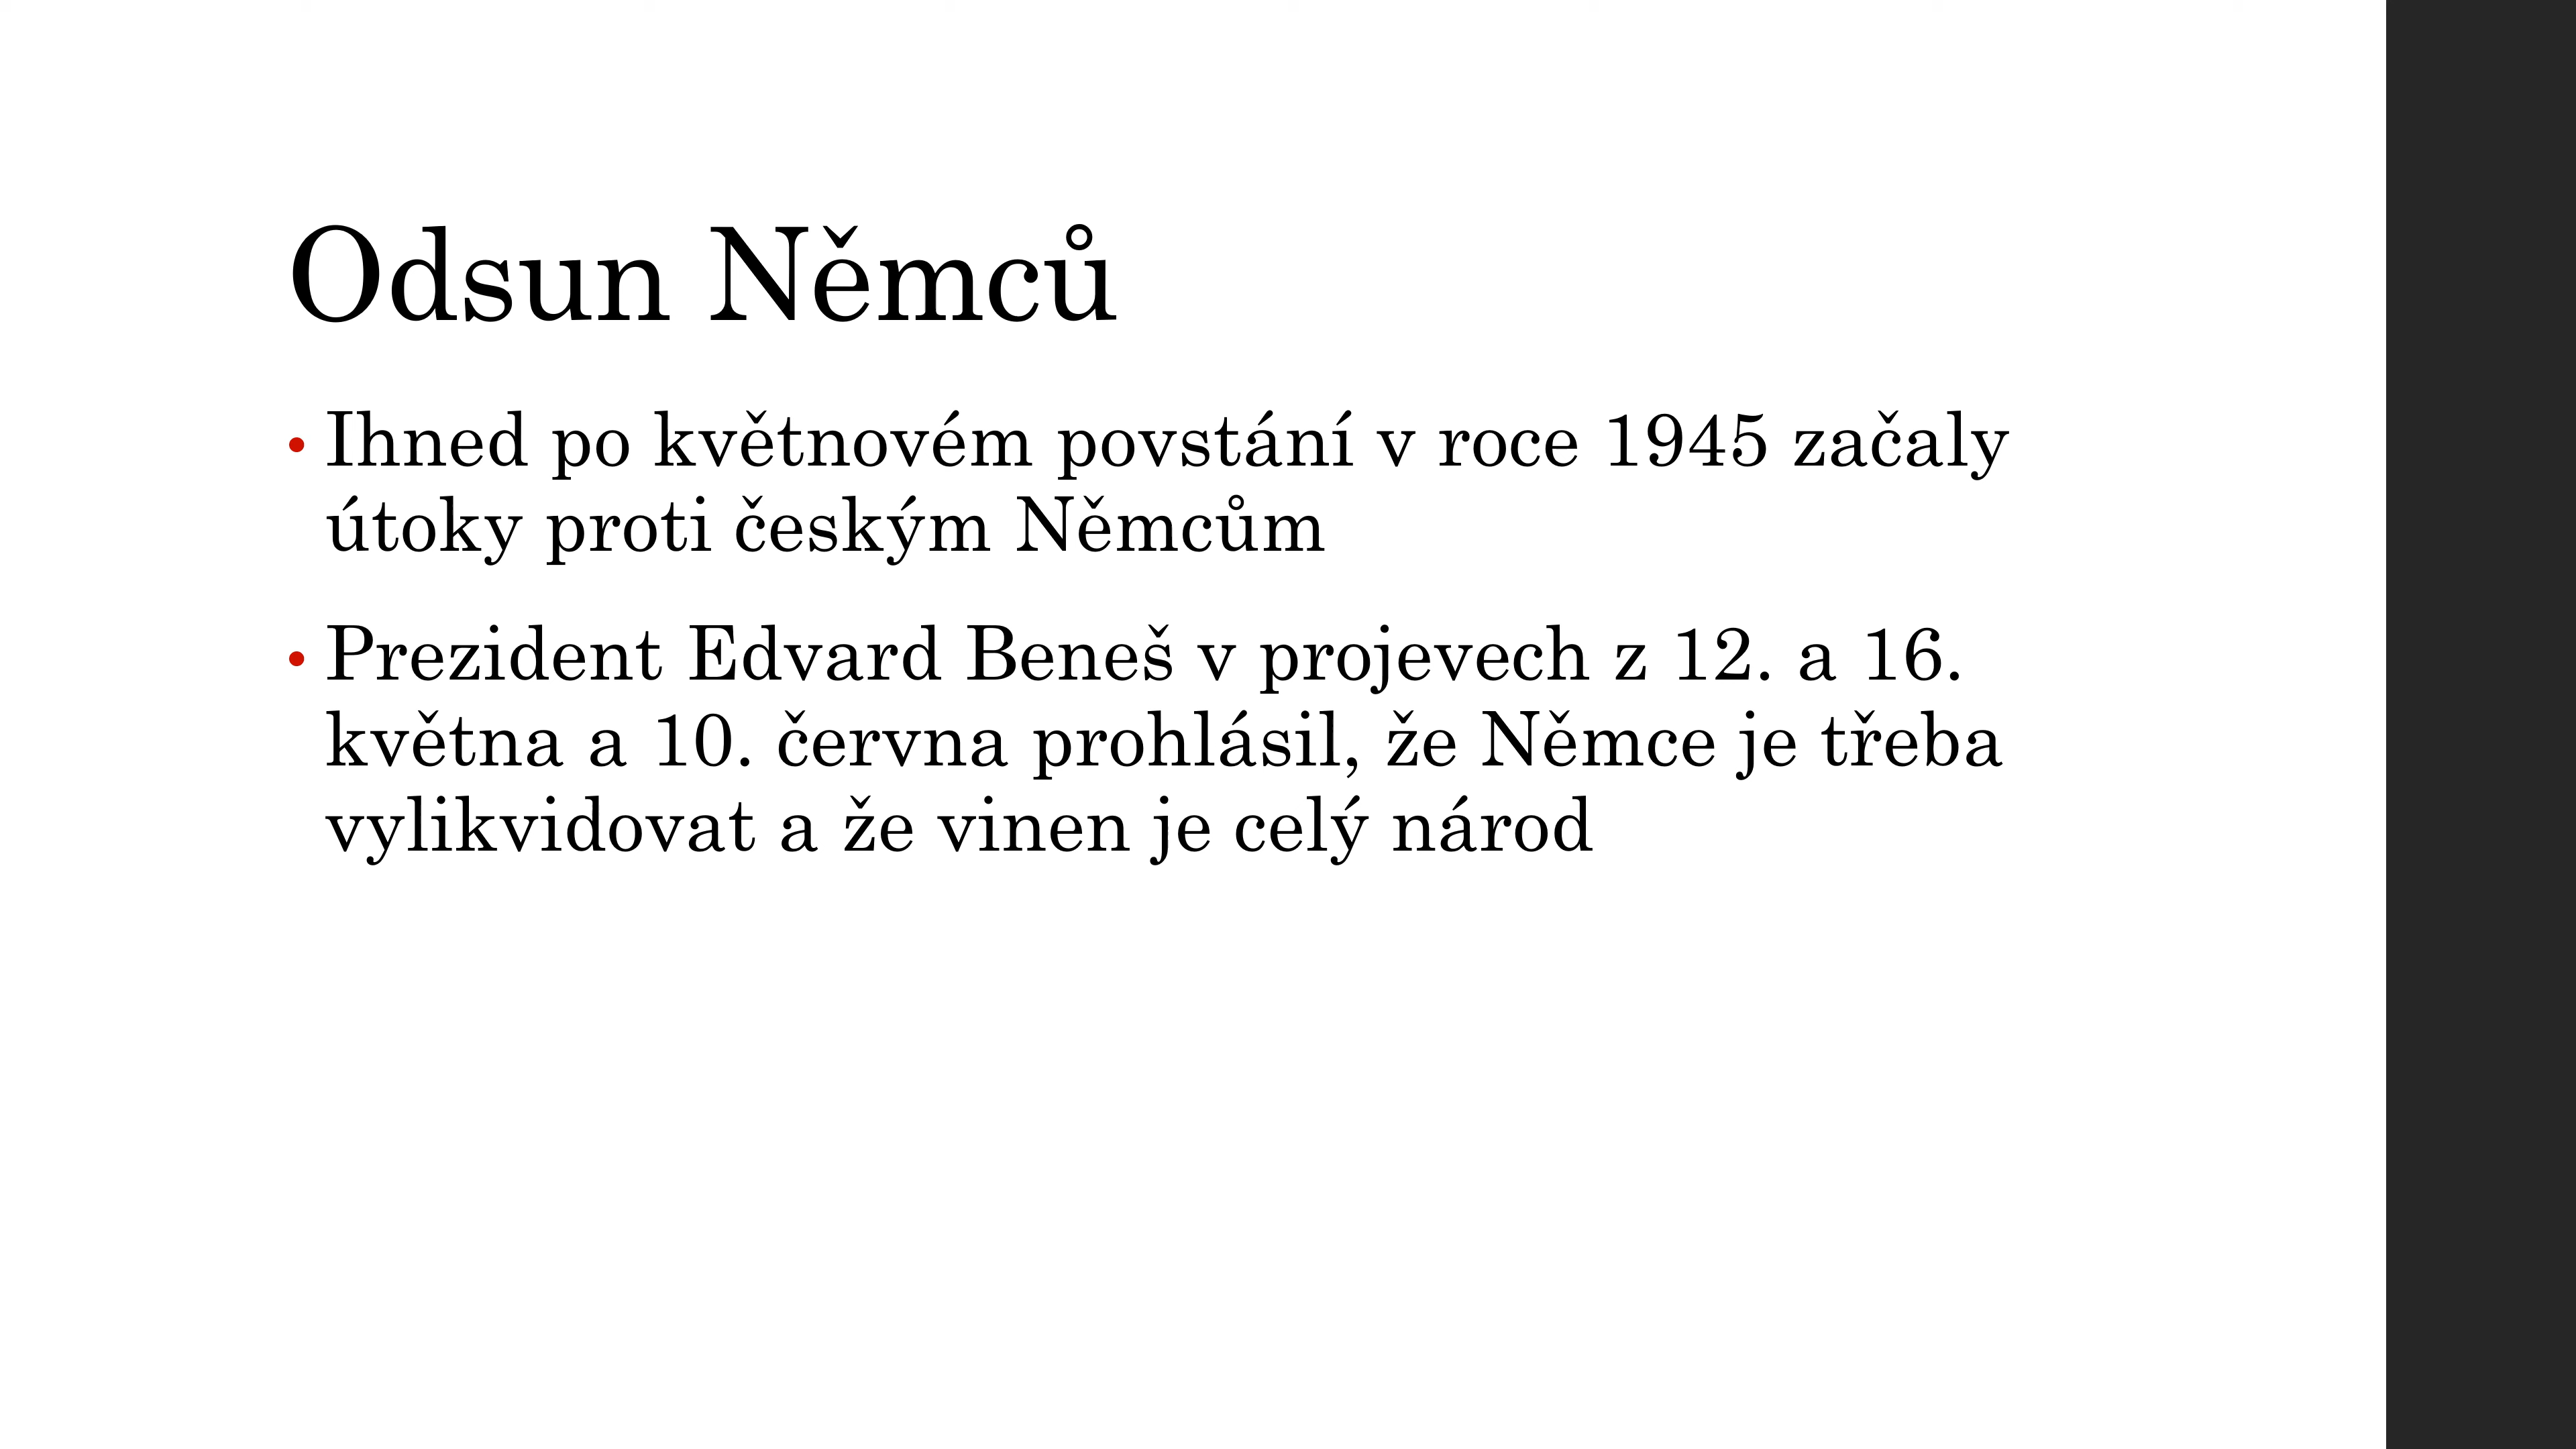 Odsun Němců
• Ihned po květnovém povstání v roce 1945 začaly
útoky proti českým Němcům
• Prezident Edvard Beneš v projevech z 12. a 16.
května a 10. června prohlásil, že Němce je třeba
vylikvidovat a že vinen je celý národ